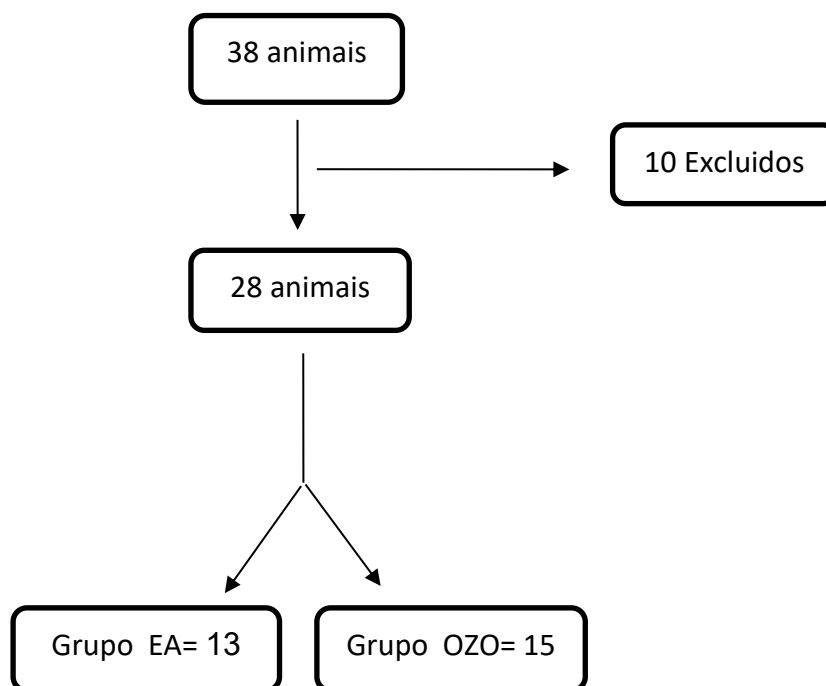 38 animais
10 Excluidos
28 animais
Grupo EA= 13
Grupo OZO= 15